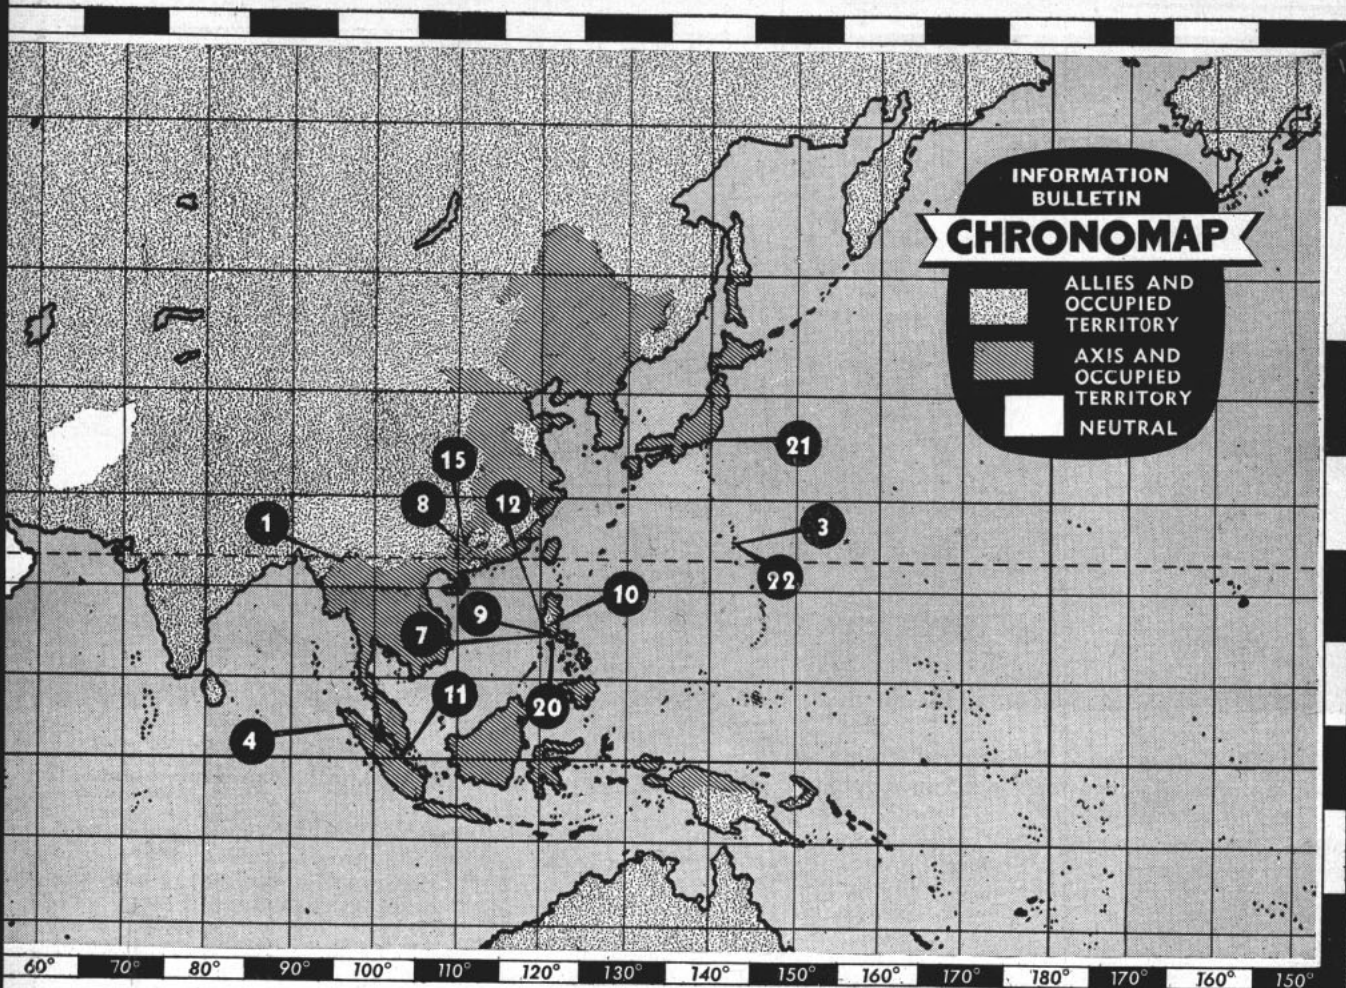 INFORMATION
BULLETIN
CHRONOMAP
ALLIES AND
OCCUPIED
TERRITORY
AXIS AND
OCCUPIED
TERRITORY
NEUTRAL
15
21
8
12
1
3
22
10
9
7
11
20
4
60° 70° 80° 90° 100° 110° 120° 130° 140° 150° 160° 170° 180° 170° 160° 150°